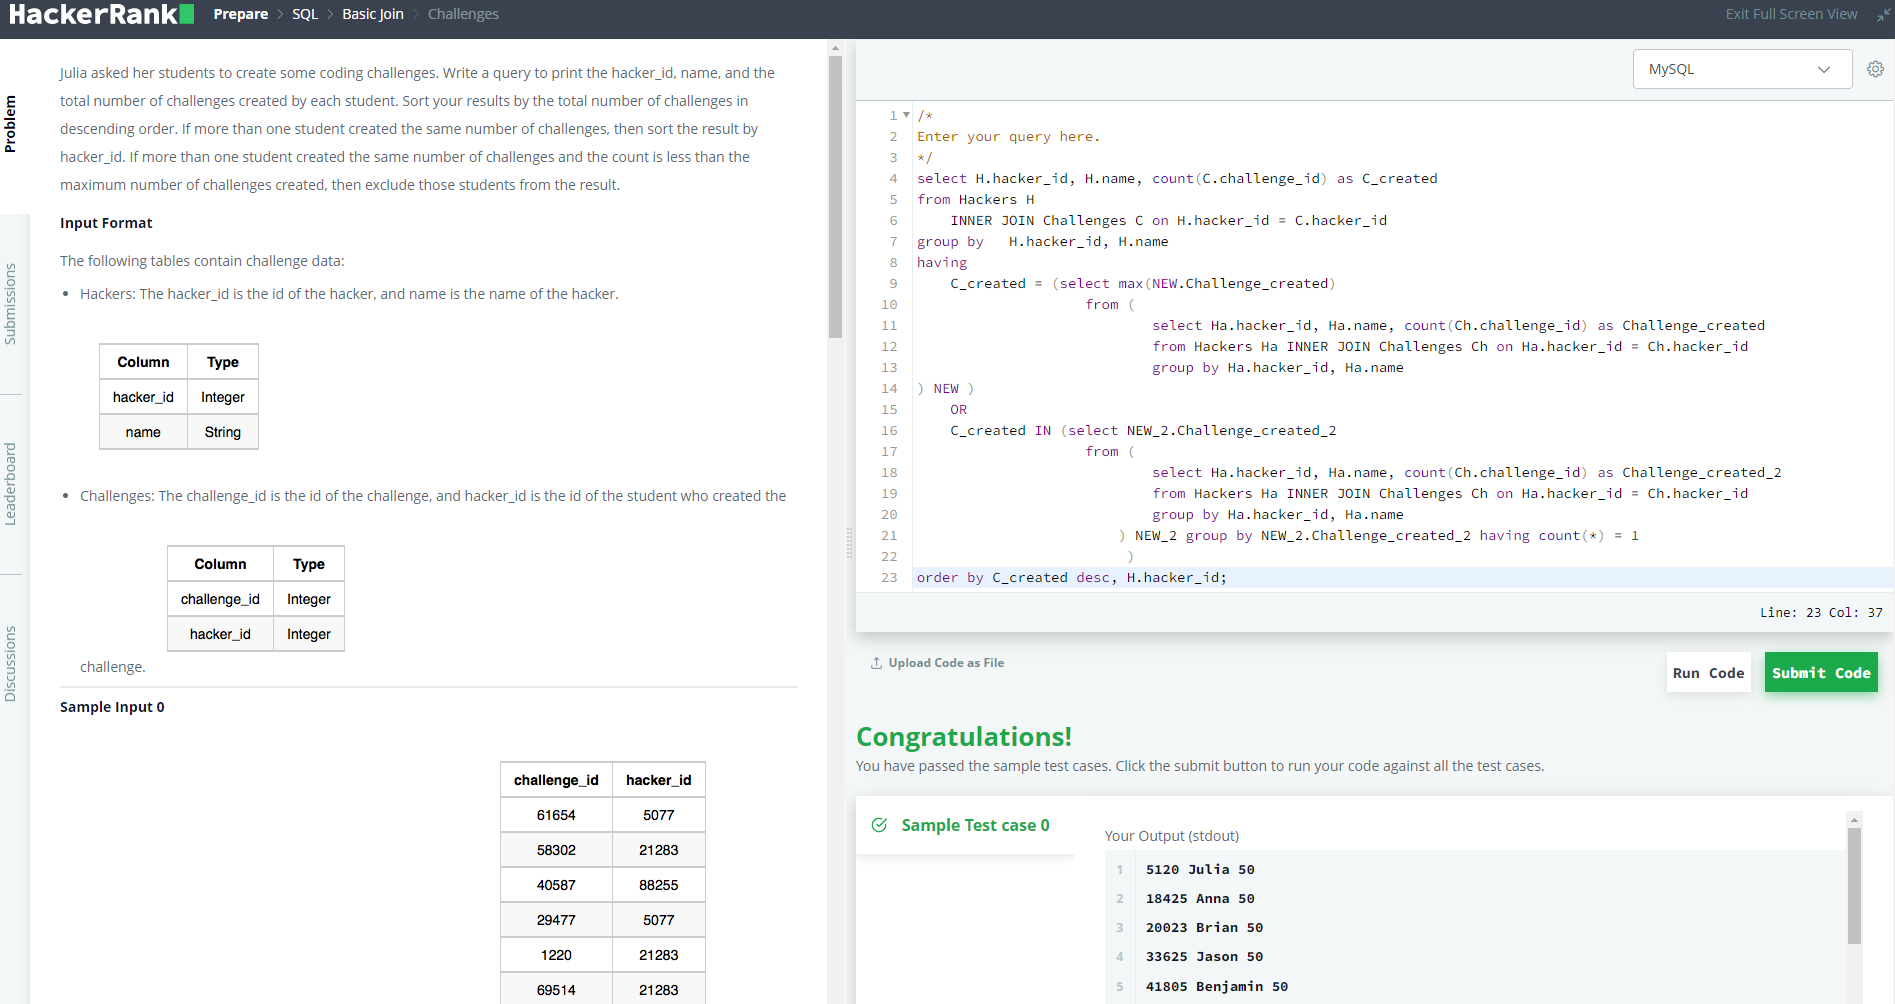 HackerRank Prepare > SQL > Basic Join > Challenges Exit Full Screen View
Problem
Submissions
Leaderboard
Discussions
Julia asked her students to create some coding challenges. Write a query to print the hacker_id, name, and the
total number of challenges created by each student. Sort your results by the total number of challenges in
descending order. If more than one student created the same number of challenges, then sort the result by
hacker_id. If more than one student created the same number of challenges and the count is less than the
maximum number of challenges created, then exclude those students from the result.
Input Format
The following tables contain challenge data:
• Hackers: The hacker_id is the id of the hacker, and name is the name of the hacker.
Column Type
hacker_id Integer
name String
• Challenges: The challenge_id is the id of the challenge, and hacker_id is the id of the student who created the
Column Type
challenge_id Integer
hacker_id Integer
challenge.
Sample Input 0
challenge_id hacker_id
61654 5077
58302 21283
40587 88255
29477 5077
1220 21283
69514 21283
MySQL
1 /*
2 Enter your query here.
3 */
4 select H.hacker_id, H.name, count(C.challenge_id) as C_created
5 from Hackers H
6     INNER JOIN Challenges C on H.hacker_id = C.hacker_id
7 group by   H.hacker_id, H.name
8 having
9     C_created = (select max(NEW.Challenge_created)
10                     from (
11                             select Ha.hacker_id, Ha.name, count(Ch.challenge_id) as Challenge_created
12                             from Hackers Ha INNER JOIN Challenges Ch on Ha.hacker_id = Ch.hacker_id
13                             group by Ha.hacker_id, Ha.name
14 ) NEW )
15     OR
16     C_created IN (select NEW_2.Challenge_created_2
17                     from (
18                             select Ha.hacker_id, Ha.name, count(Ch.challenge_id) as Challenge_created_2
19                             from Hackers Ha INNER JOIN Challenges Ch on Ha.hacker_id = Ch.hacker_id
20                             group by Ha.hacker_id, Ha.name
21                         ) NEW_2 group by NEW_2.Challenge_created_2 having count(*) = 1
22                          )
23 order by C_created desc, H.hacker_id;
Line: 23 Col: 37
Upload Code as File
Run Code Submit Code
Congratulations!
You have passed the sample test cases. Click the submit button to run your code against all the test cases.
Sample Test case 0
Your Output (stdout)
1 5120 Julia 50
2 18425 Anna 50
3 20023 Brian 50
4 33625 Jason 50
5 41805 Benjamin 50